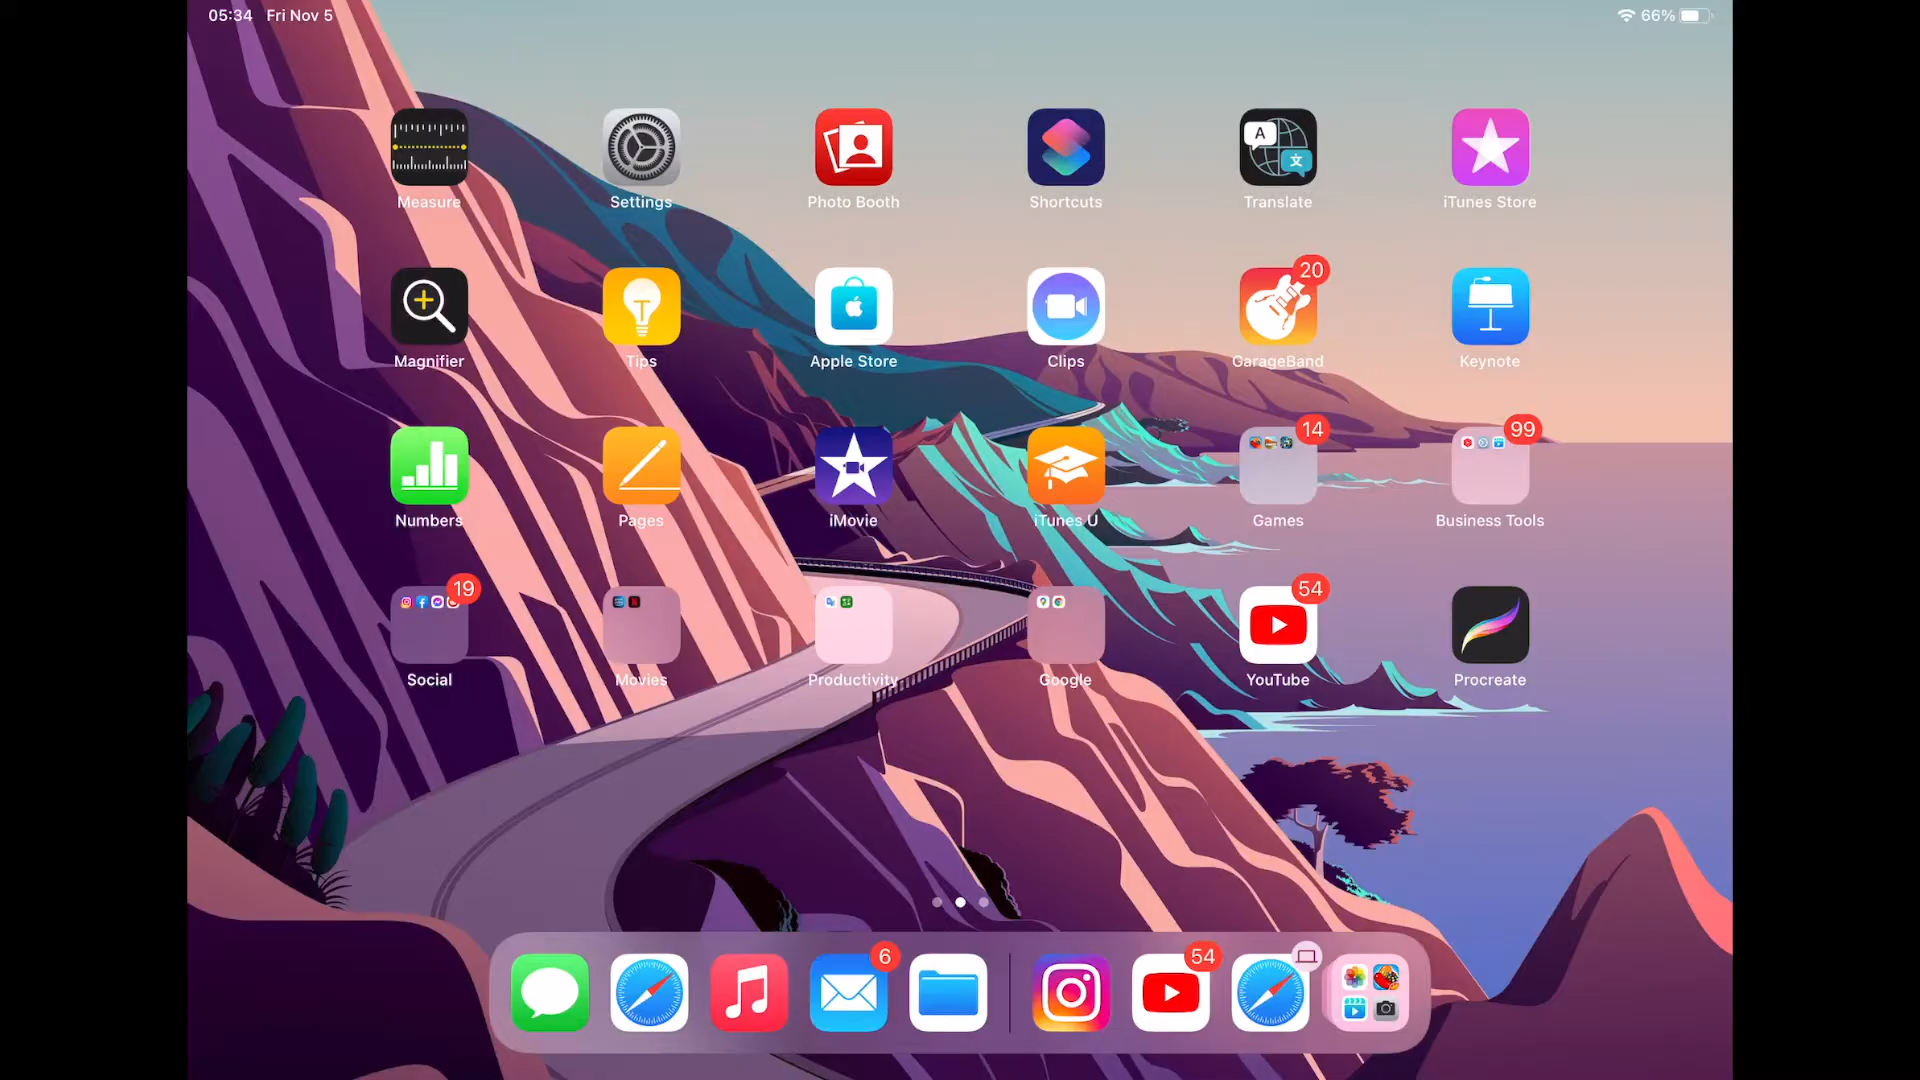 05:34 Fri Nov 5
66%
Measure
Settings
Photo Booth
Shortcuts
A
文
Translate
iTunes Store
Magnifier
Tips
Apple Store
Clips
20
GarageBand
Keynote
Numbers
Pages
iMovie
iTunes U
14
Games
99
Business Tools
19
Social
Movies
Productivity
Google
54
YouTube
Procreate
6
54